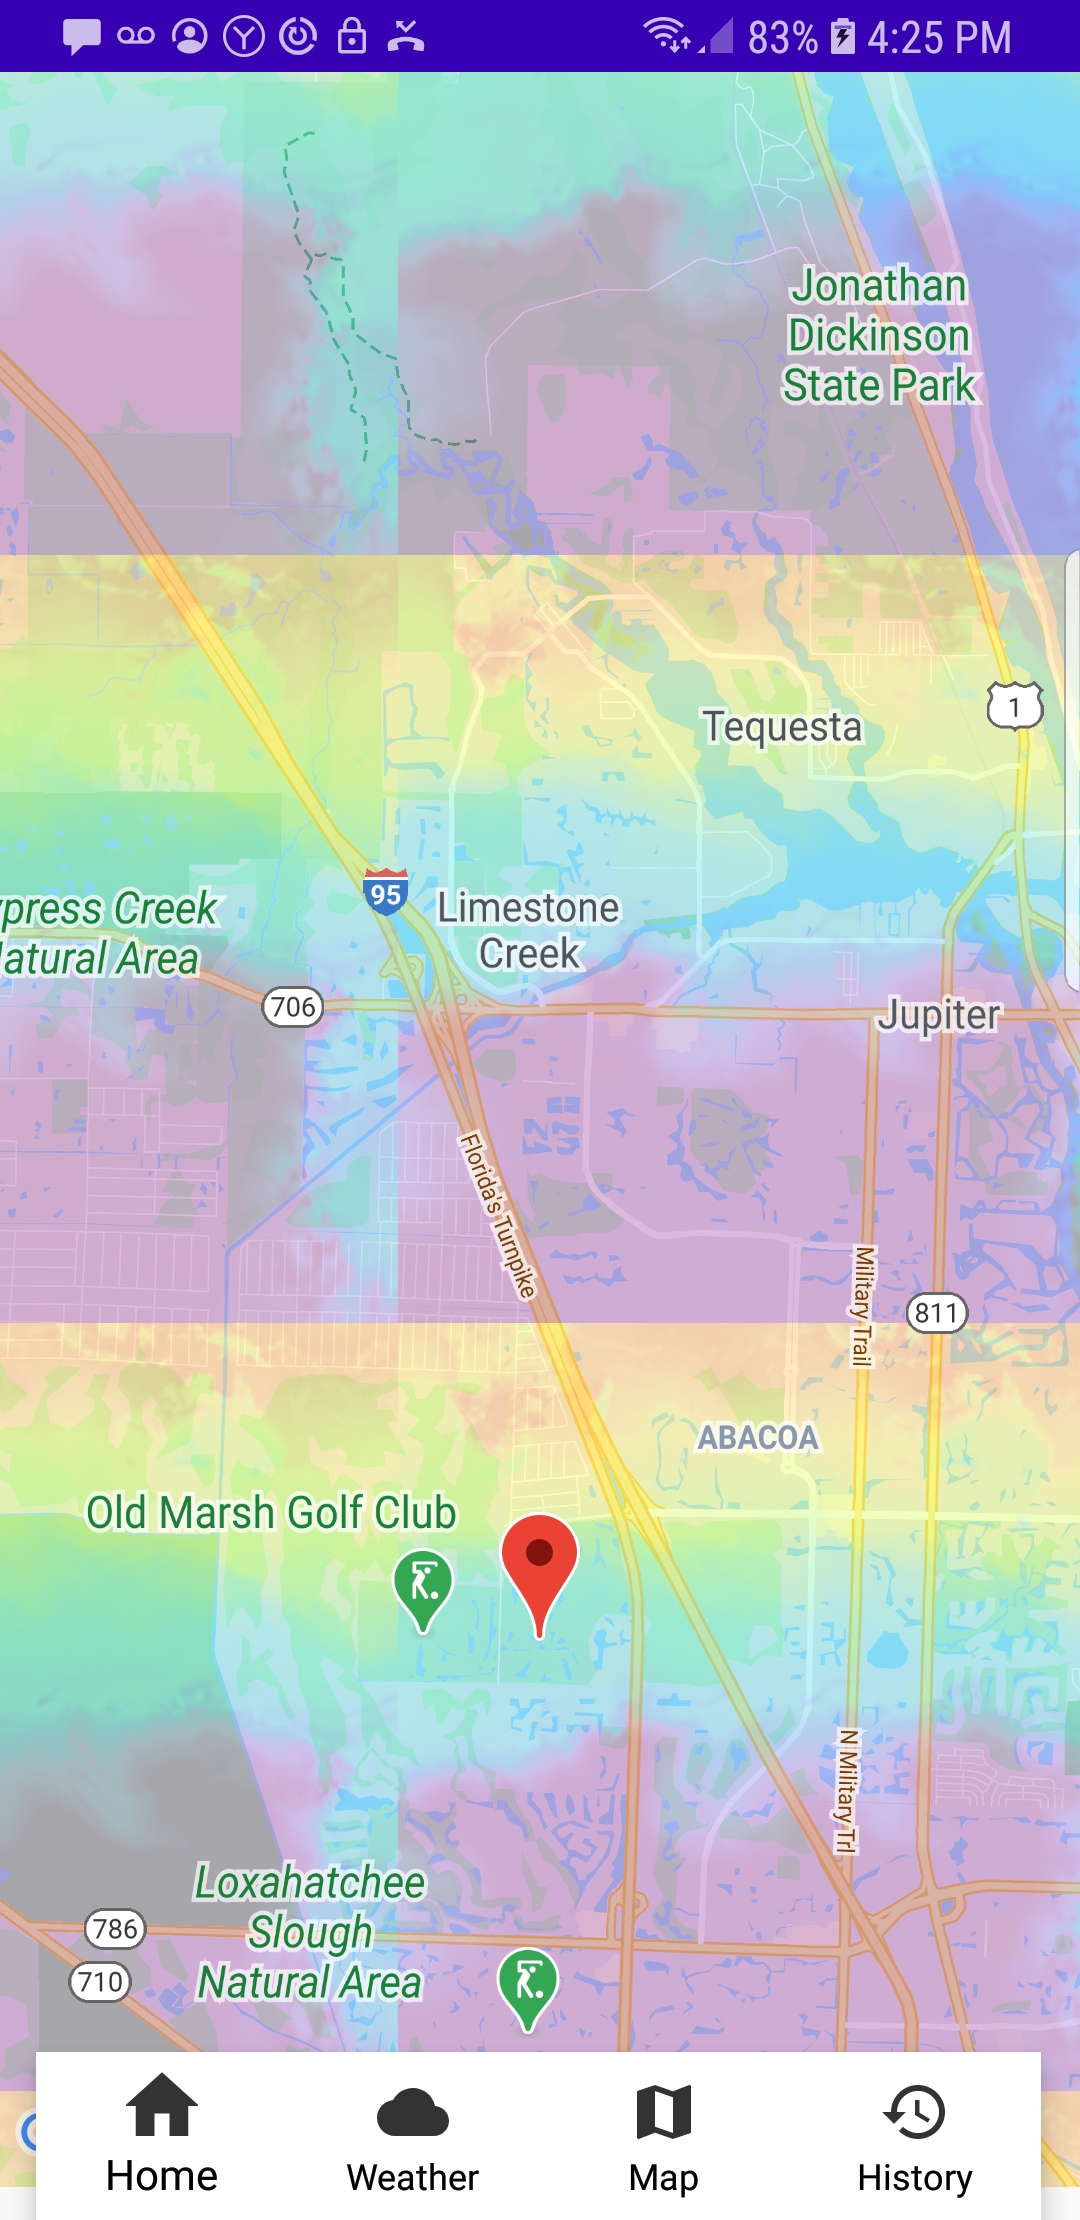 83% 4:25 PM
Jonathan
Dickinson
State Park
1
Tequesta
95
Limestone
Creek
press Creek
atural Area
706
Jupiter
Florida's Turnpike
Military Trail
811
ABACOA
Old Marsh Golf Club
N Military Trl
Loxahatchee
Slough
Natural Area
786
710
Home
Weather
Map
History